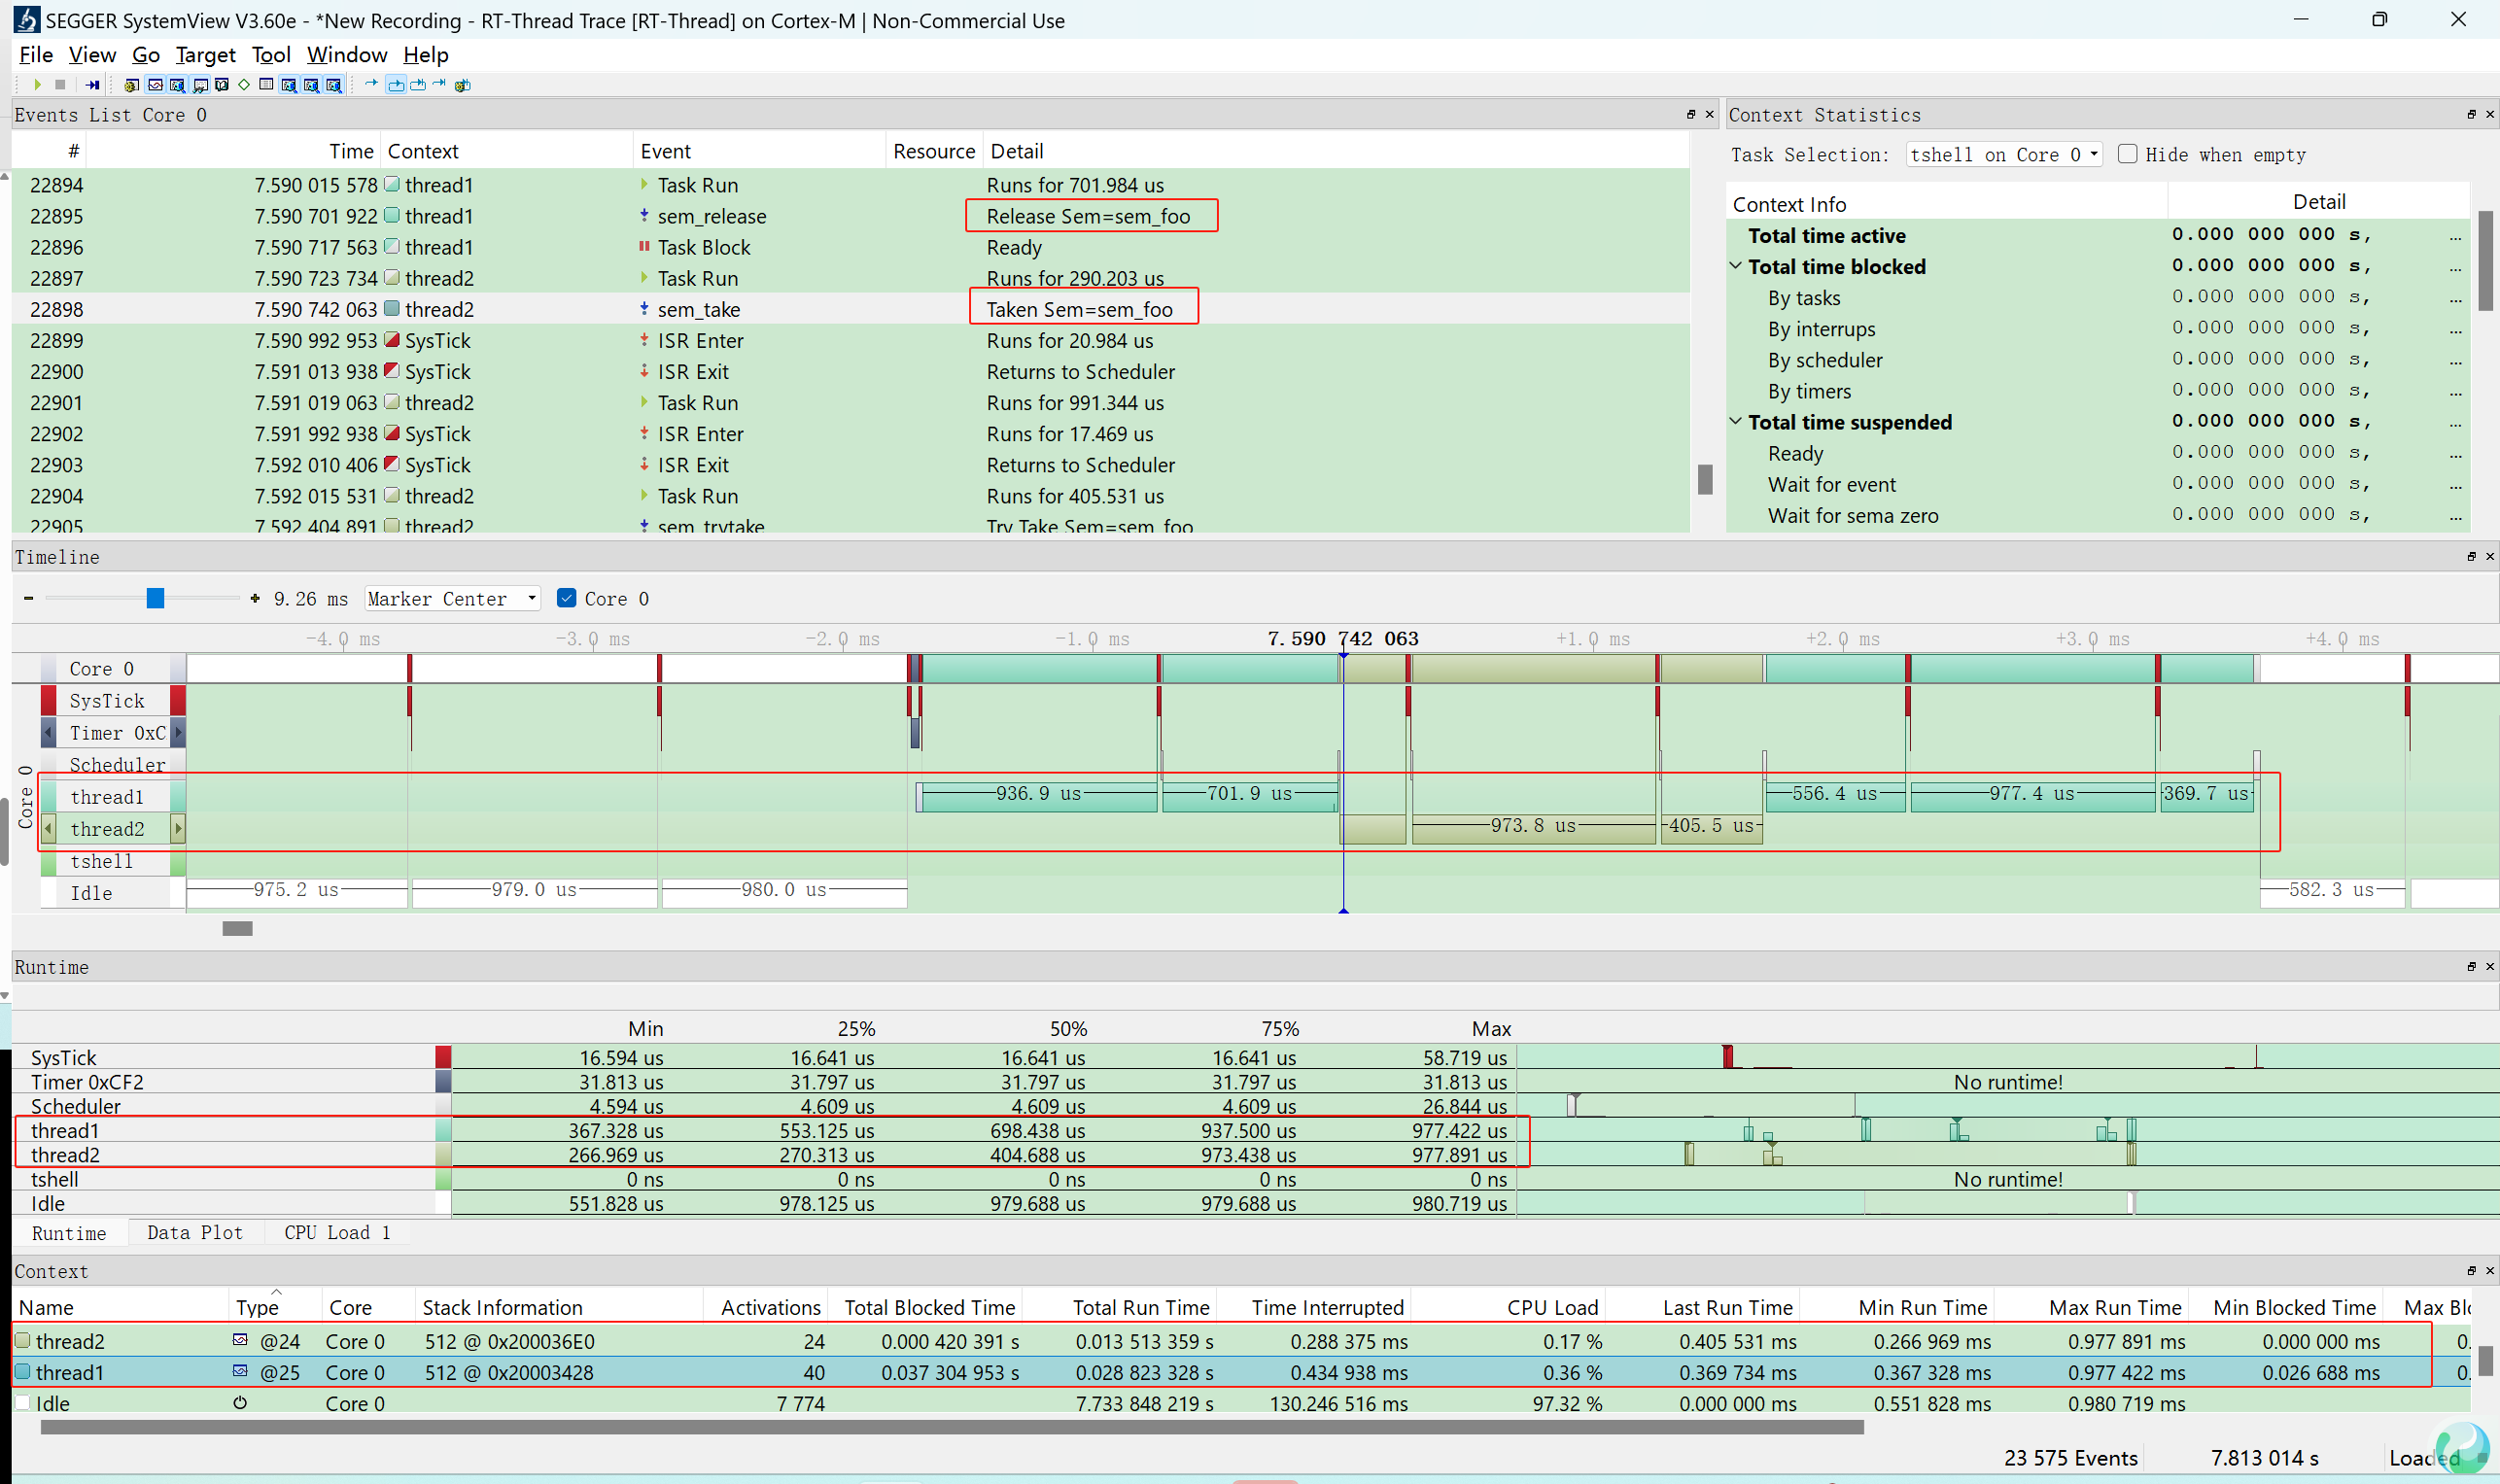 SEGGER SystemView V3.60e - *New Recording - RT-Thread Trace [RT-Thread] on Cortex-M | Non-Commercial Use
File View Go Target Tool Window Help
Events List Core 0
# Time Context Event Resource Detail
22894 7.590 015 578 thread1 Task Run Runs for 701.984 us
22895 7.590 701 922 thread1 sem_release Release Sem=sem_foo
22896 7.590 717 563 thread1 Task Block Ready
22897 7.590 723 734 thread2 Task Run Runs for 290.203 us
22898 7.590 742 063 thread2 sem_take Taken Sem=sem_foo
22899 7.590 992 953 SysTick ISR Enter Runs for 20.984 us
22900 7.591 013 938 SysTick ISR Exit Returns to Scheduler
22901 7.591 019 063 thread2 Task Run Runs for 991.344 us
22902 7.591 992 938 SysTick ISR Enter Runs for 17.469 us
22903 7.592 010 406 SysTick ISR Exit Returns to Scheduler
22904 7.592 015 531 thread2 Task Run Runs for 405.531 us
22905 7 592 404 891 thread2 sem_trytake Try Take Sem=sem_foo
Context Statistics
Task Selection: tshell on Core 0 Hide when empty
Context Info Detail
Total time active 0.000 000 000 s, ...
Total time blocked 0.000 000 000 s, ...
By tasks 0.000 000 000 s, ...
By interrups 0.000 000 000 s, ...
By scheduler 0.000 000 000 s, ...
By timers 0.000 000 000 s, ...
Total time suspended 0.000 000 000 s, ...
Ready 0.000 000 000 s, ...
Wait for event 0.000 000 000 s, ...
Wait for sema zero 0.000 000 000 s, ...
Timeline
- + 9.26 ms Marker Center Core 0
-4.0 ms -3.0 ms -2.0 ms -1.0 ms 7.590 742 063 +1.0 ms +2.0 ms +3.0 ms +4.0 ms
Core 0
Core 0
SysTick
Timer 0xC
Scheduler
thread1 936.9 us 701.9 us 556.4 us 977.4 us 369.7 us
thread2 973.8 us 405.5 us
tshell
Idle 975.2 us 979.0 us 980.0 us 582.3 us
Runtime
Min 25% 50% 75% Max
SysTick 16.594 us 16.641 us 16.641 us 16.641 us 58.719 us
Timer 0xCF2 31.813 us 31.797 us 31.797 us 31.797 us 31.813 us No runtime!
Scheduler 4.594 us 4.609 us 4.609 us 4.609 us 26.844 us
thread1 367.328 us 553.125 us 698.438 us 937.500 us 977.422 us
thread2 266.969 us 270.313 us 404.688 us 973.438 us 977.891 us
tshell 0 ns 0 ns 0 ns 0 ns 0 ns No runtime!
Idle 551.828 us 978.125 us 979.688 us 979.688 us 980.719 us
Runtime Data Plot CPU Load 1
Context
Name Type Core Stack Information Activations Total Blocked Time Total Run Time Time Interrupted CPU Load Last Run Time Min Run Time Max Run Time Min Blocked Time Max Blo
thread2 @24 Core 0 512 @ 0x200036E0 24 0.000 420 391 s 0.013 513 359 s 0.288 375 ms 0.17 % 0.405 531 ms 0.266 969 ms 0.977 891 ms 0.000 000 ms 0.
thread1 @25 Core 0 512 @ 0x20003428 40 0.037 304 953 s 0.028 823 328 s 0.434 938 ms 0.36 % 0.369 734 ms 0.367 328 ms 0.977 422 ms 0.026 688 ms 0.
Idle Core 0 7 774 7.733 848 219 s 130.246 516 ms 97.32 % 0.000 000 ms 0.551 828 ms 0.980 719 ms
23 575 Events 7.813 014 s Loaded